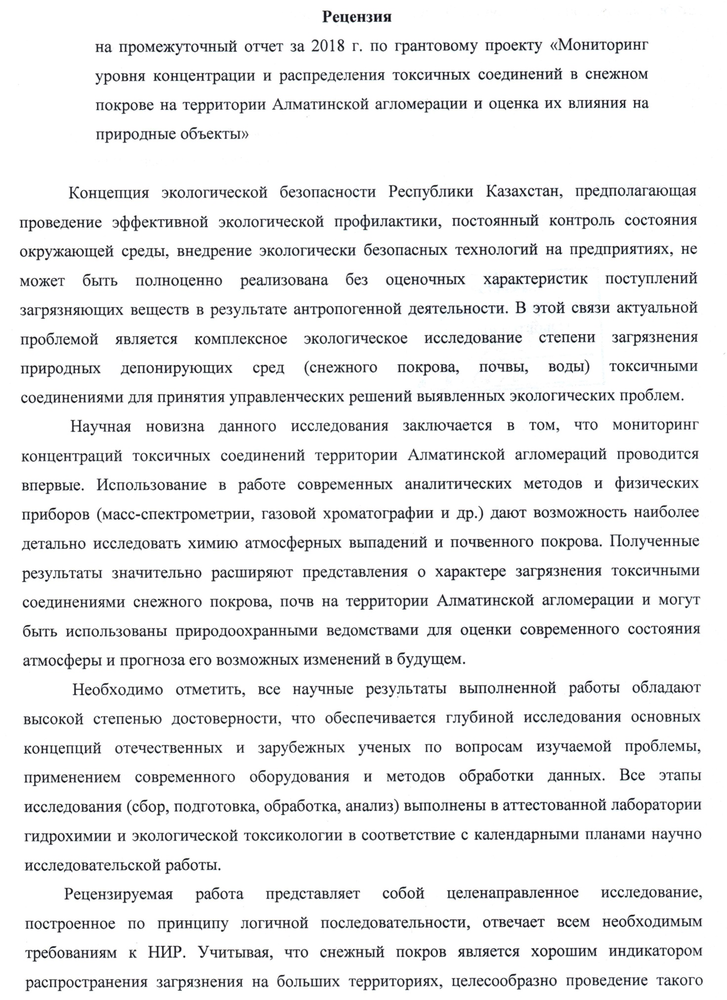 Рецензия
на промежуточный отчет за 2018 г. по грантовому проекту «Мониторинг
уровня концентрации и распределения токсичных соединений в снежном
покрове на территории Алматинской агломерации и оценка их влияния на
природные объекты»
Концепция экологической безопасности Республики Казахстан, предполагающая
проведение эффективной экологической профилактики, постоянный контроль состояния
окружающей среды, внедрение экологически безопасных технологий на предприятиях, не
может быть полноценно реализована без оценочных характеристик поступлений
загрязняющих веществ в результате антропогенной деятельности. В этой связи актуальной
проблемой является комплексное экологическое исследование степени загрязнения
природных депонирующих сред (снежного покрова, почвы, воды) токсичными
соединениями для принятия управленческих решений выявленных экологических проблем.
Научная новизна данного исследования заключается в том, что мониторинг
концентраций токсичных соединений территории Алматинской агломераций проводится
впервые. Использование в работе современных аналитических методов и физических
приборов (масс-спектрометрии, газовой хроматографии и др.) дают возможность наиболее
детально исследовать химию атмосферных выпадений и почвенного покрова. Полученные
результаты значительно расширяют представления о характере загрязнения токсичными
соединениями снежного покрова, почв на территории Алматинской агломерации и могут
быть использованы природоохранными ведомствами для оценки современного состояния
атмосферы и прогноза его возможных изменений в будущем.
Необходимо отметить, все научные результаты выполненной работы обладают
высокой степенью достоверности, что обеспечивается глубиной исследования основных
концепций отечественных и зарубежных ученых по вопросам изучаемой проблемы,
применением современного оборудования и методов обработки данных. Все этапы
исследования (сбор, подготовка, обработка, анализ) выполнены в аттестованной лаборатории
гидрохимии и экологической токсикологии в соответствие с календарными планами научно
исследовательской работы.
Рецензируемая работа представляет собой целенаправленное исследование,
построенное по принципу логичной последовательности, отвечает всем необходимым
требованиям к НИР. Учитывая, что снежный покров является хорошим индикатором
распространения загрязнения на больших территориях, целесообразно проведение такого